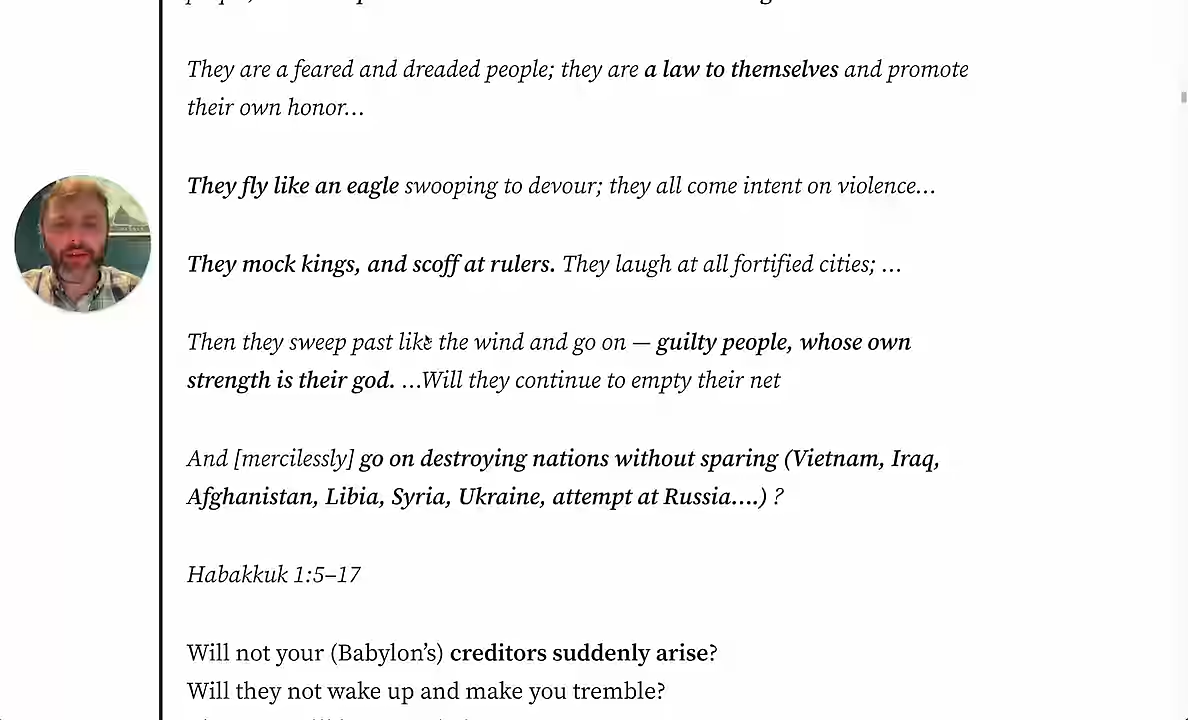 They are a feared and dreaded people; they are a law to themselves and promote
their own honor…
They fly like an eagle swooping to devour; they all come intent on violence…
They mock kings, and scoff at rulers. They laugh at all fortified cities; …
Then they sweep past like the wind and go on — guilty people, whose own
strength is their god. …Will they continue to empty their net
And [mercilessly] go on destroying nations without sparing (Vietnam, Iraq,
Afghanistan, Libia, Syria, Ukraine, attempt at Russia….) ?
Habakkuk 1:5–17
Will not your (Babylon’s) creditors suddenly arise?
Will they not wake up and make you tremble?